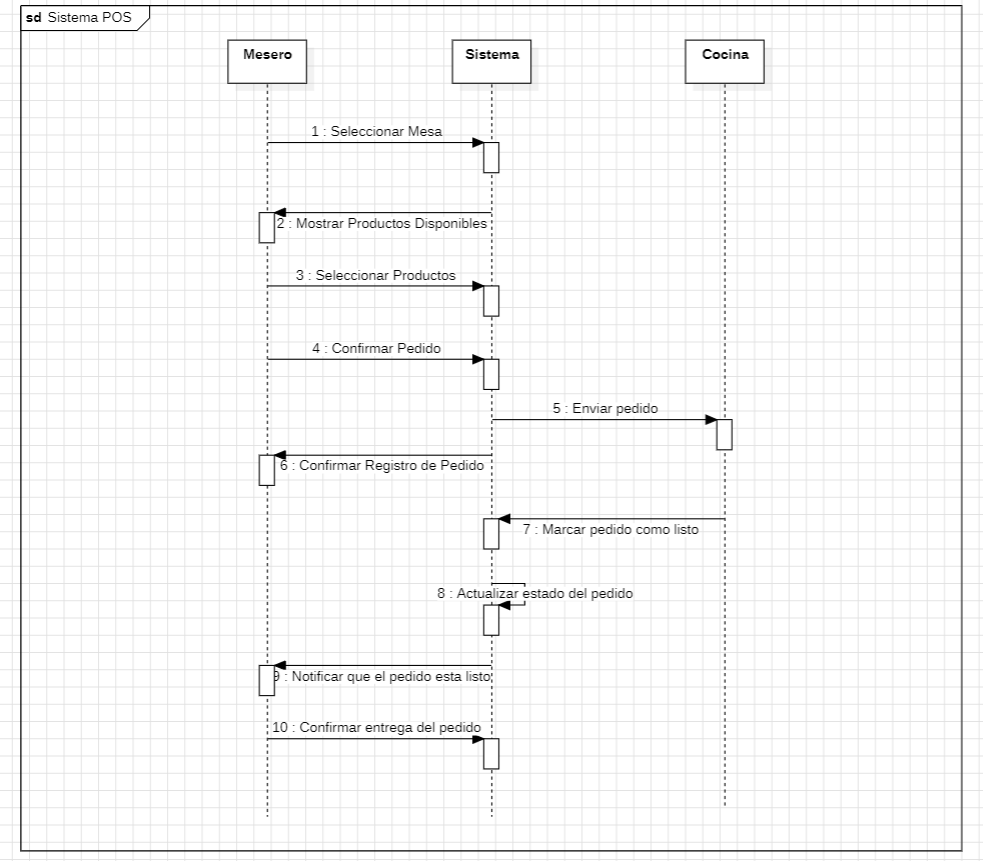 sd Sistema POS
Mesero
Sistema
Cocina
1 : Seleccionar Mesa
2 : Mostrar Productos Disponibles
3 : Seleccionar Productos
4 : Confirmar Pedido
5 : Enviar pedido
6 : Confirmar Registro de Pedido
7 : Marcar pedido como listo
8 : Actualizar estado del pedido
9 : Notificar que el pedido esta listo
10 : Confirmar entrega del pedido